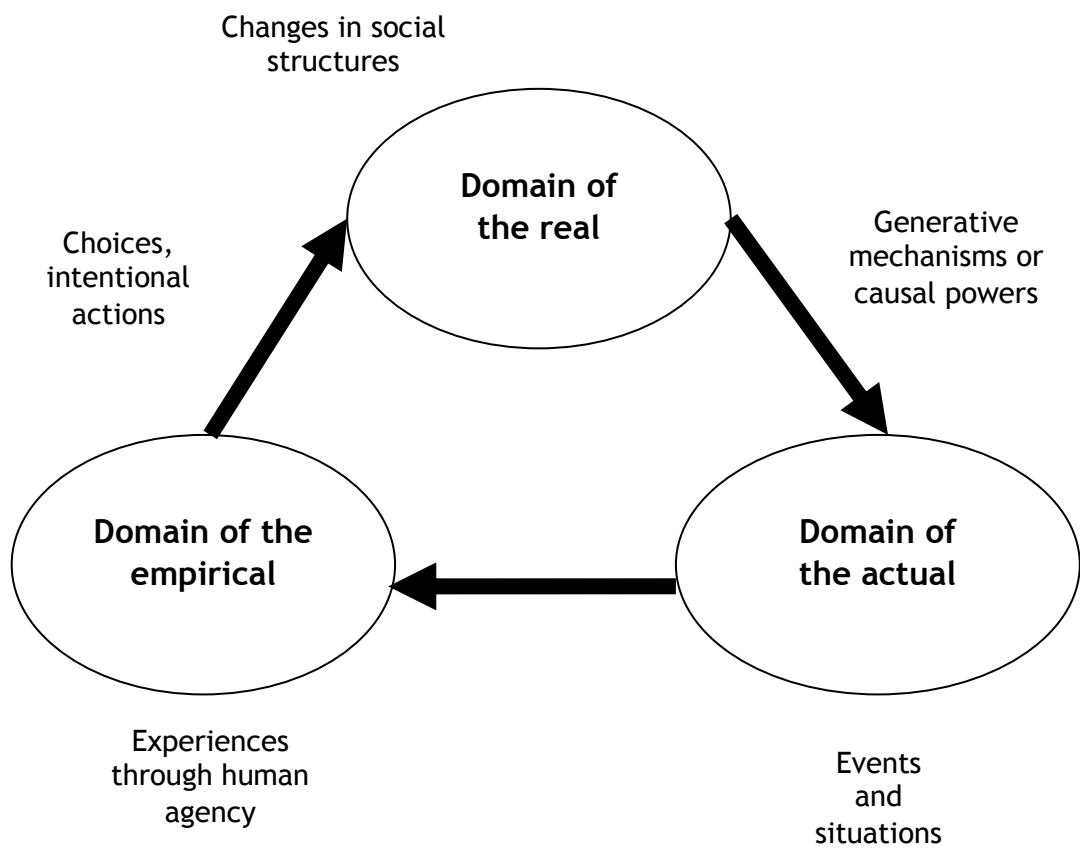 Changes in social
structures
Domain of
the real
Generative
mechanisms or
causal powers
Choices,
intentional
actions
Domain of the
empirical
Domain of
the actual
Experiences
through human
agency
Events
and
situations